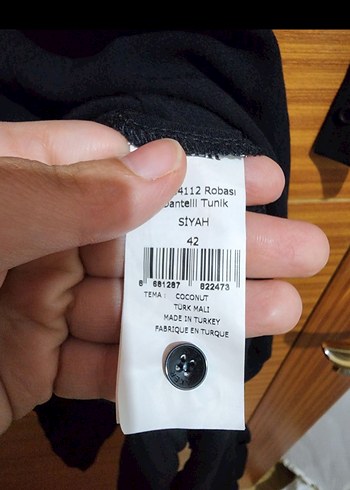 4112 Robası
Dantelli Tunik
SİYAH
42
8 681287 822473
TEMA : COCONUT
TÜRK MALI
MADE IN TURKEY
FABRIQUE EN TURQUE